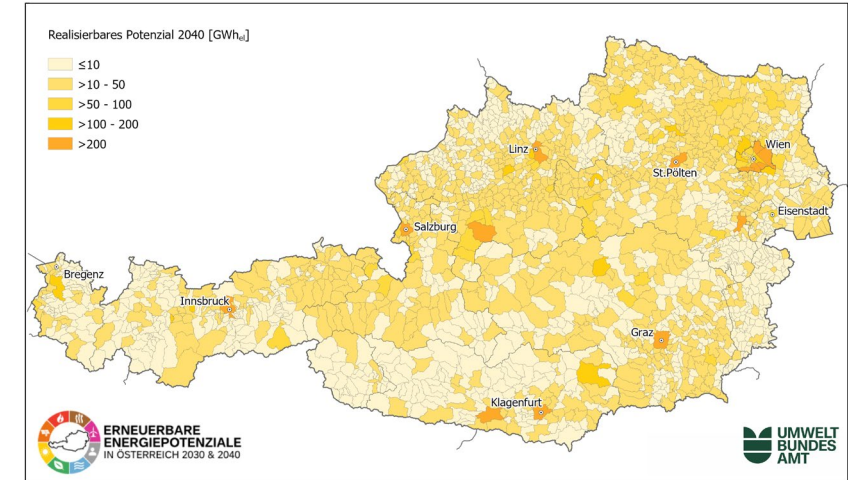 Realisierbares Potenzial 2040 [GWhel]
≤10
>10 - 50
>50 - 100
>100 - 200
>200
Linz
Wien
St.Pölten
Eisenstadt
Salzburg
Bregenz
Innsbruck
Graz
Klagenfurt
ERNEUERBARE
ENERGIEPOTENZIALE
IN ÖSTERREICH 2030 & 2040
UMWELT
BUNDES
AMT